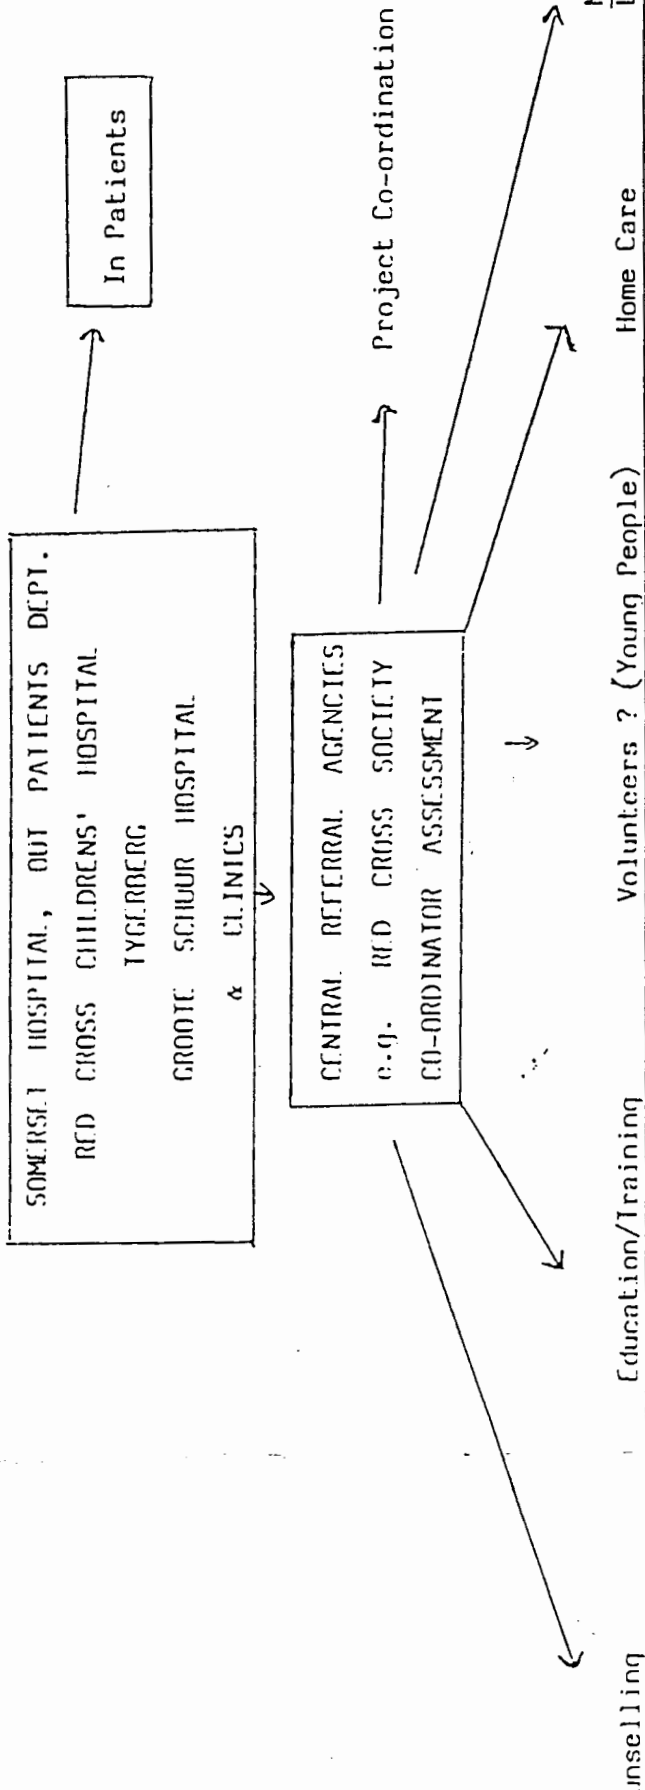 SOMERSET HOSPITAL, OUT PATIENTS DEPT.
RED CROSS CHILDRENS' HOSPITAL
TYGERBERG
GROOTE SCHUUR HOSPITAL
& CLINICS
In Patients
CENTRAL REFERRAL AGENCIES
e.g. RED CROSS SOCIETY
CO-ORDINATOR ASSESSMENT
Project Co-ordination
unselling
Education/Training
Volunteers ? (Young People)
Home Care